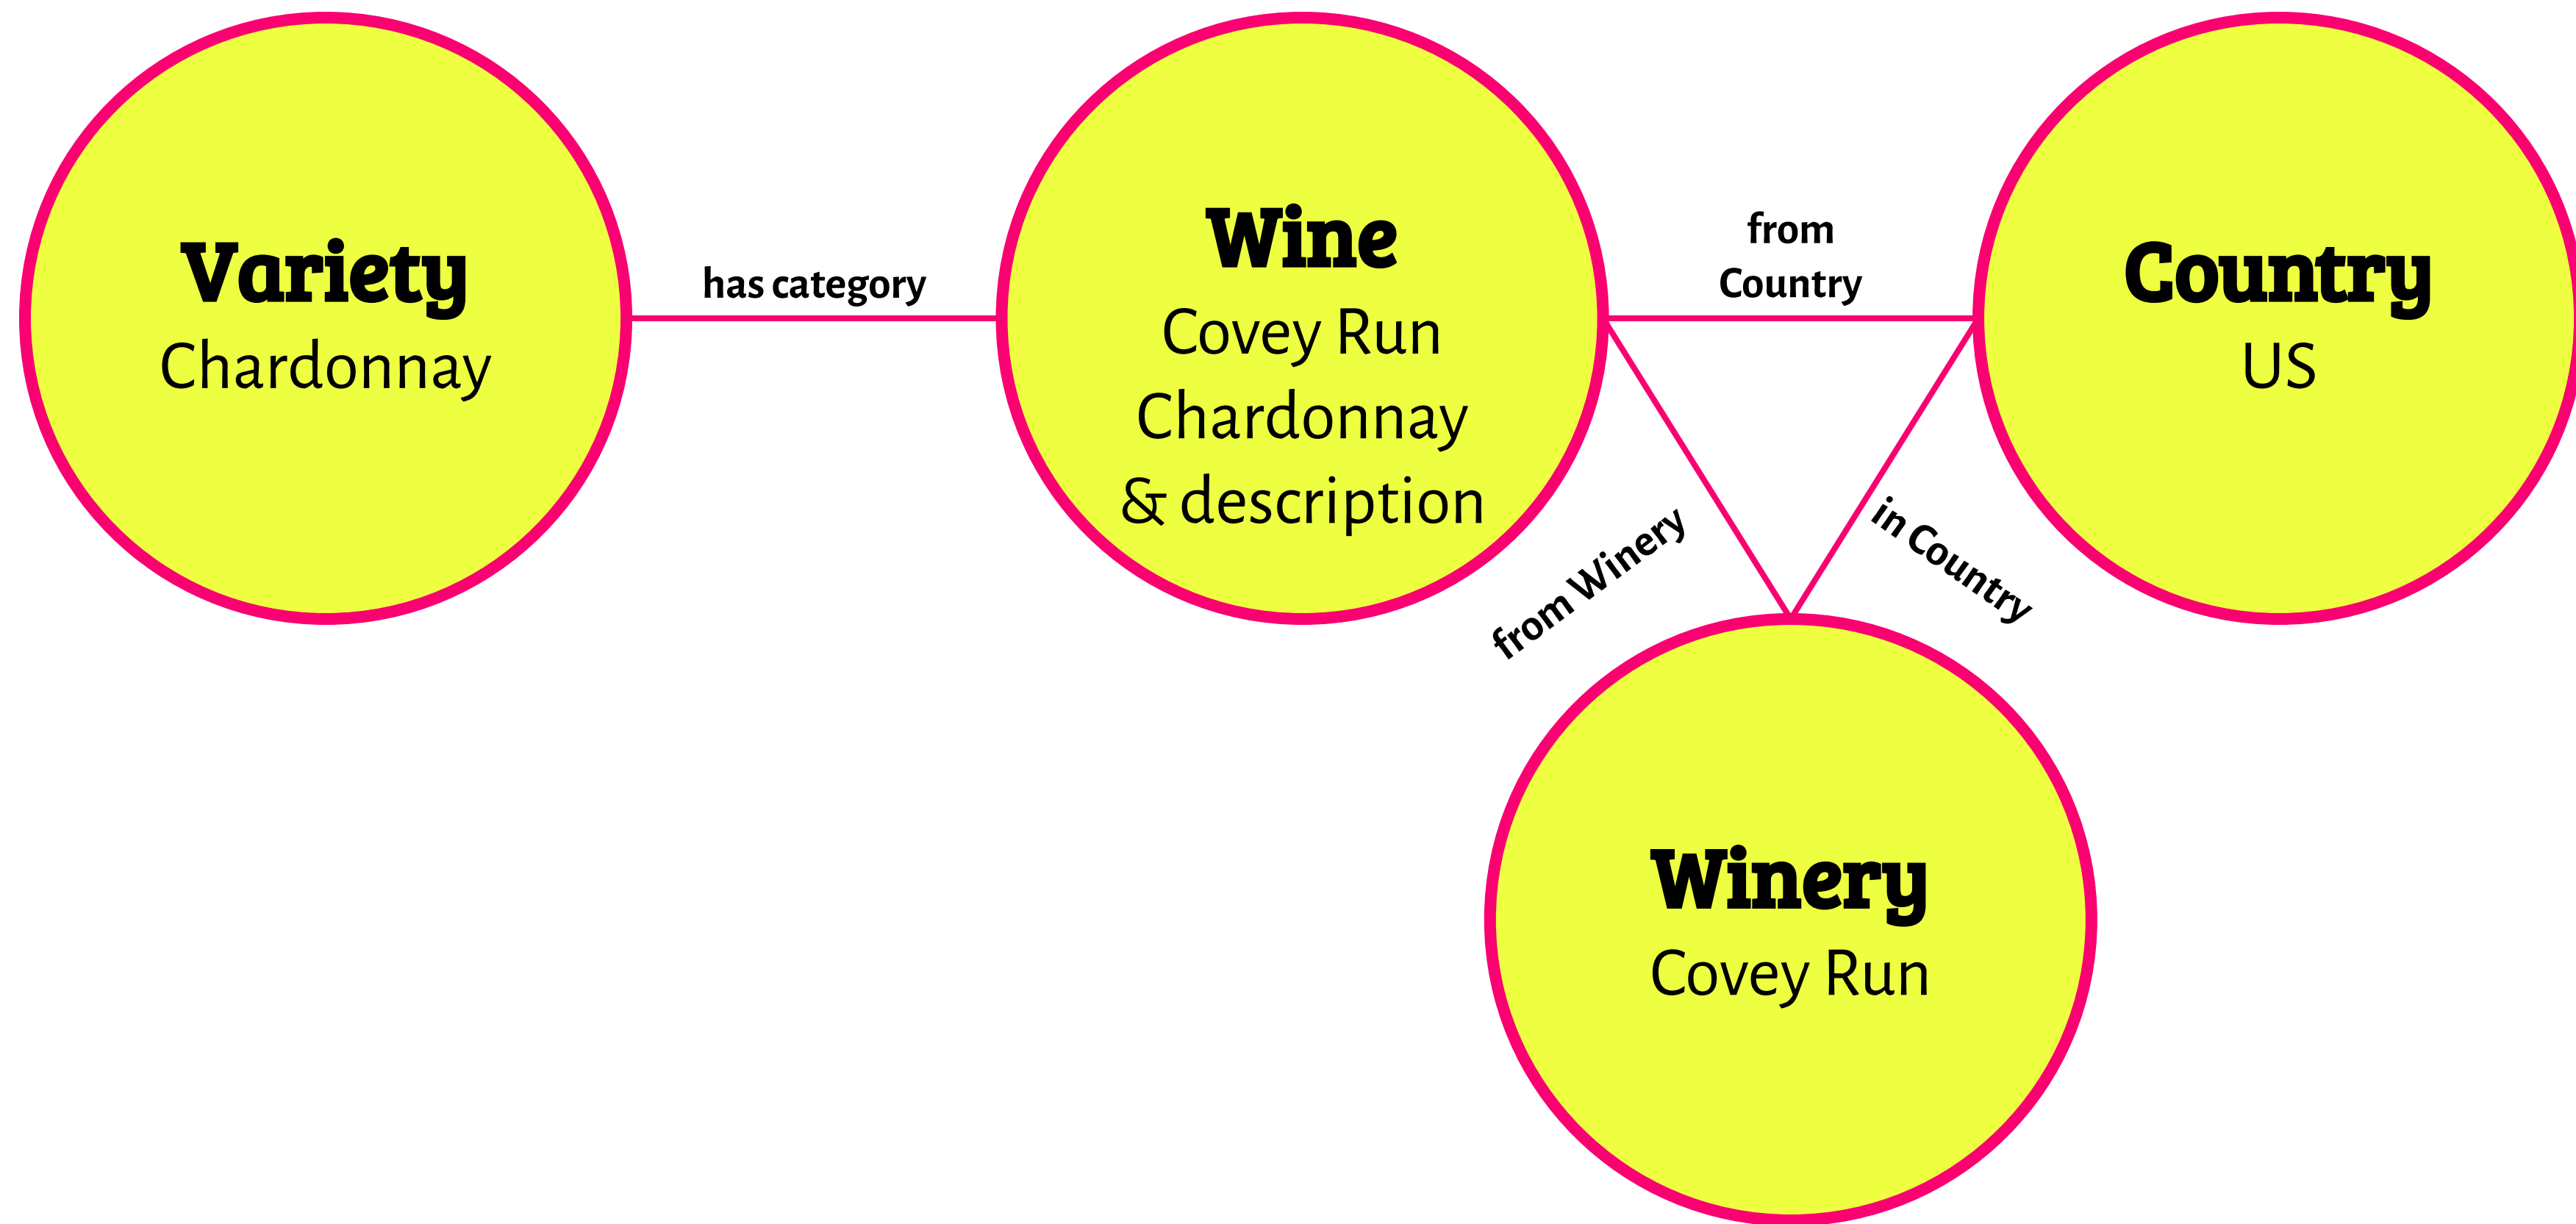 Variety
Chardonnay
has category
Wine
Covey Run
Chardonnay
& description
from
Country
Country
US
from Winery
in Country
Winery
Covey Run